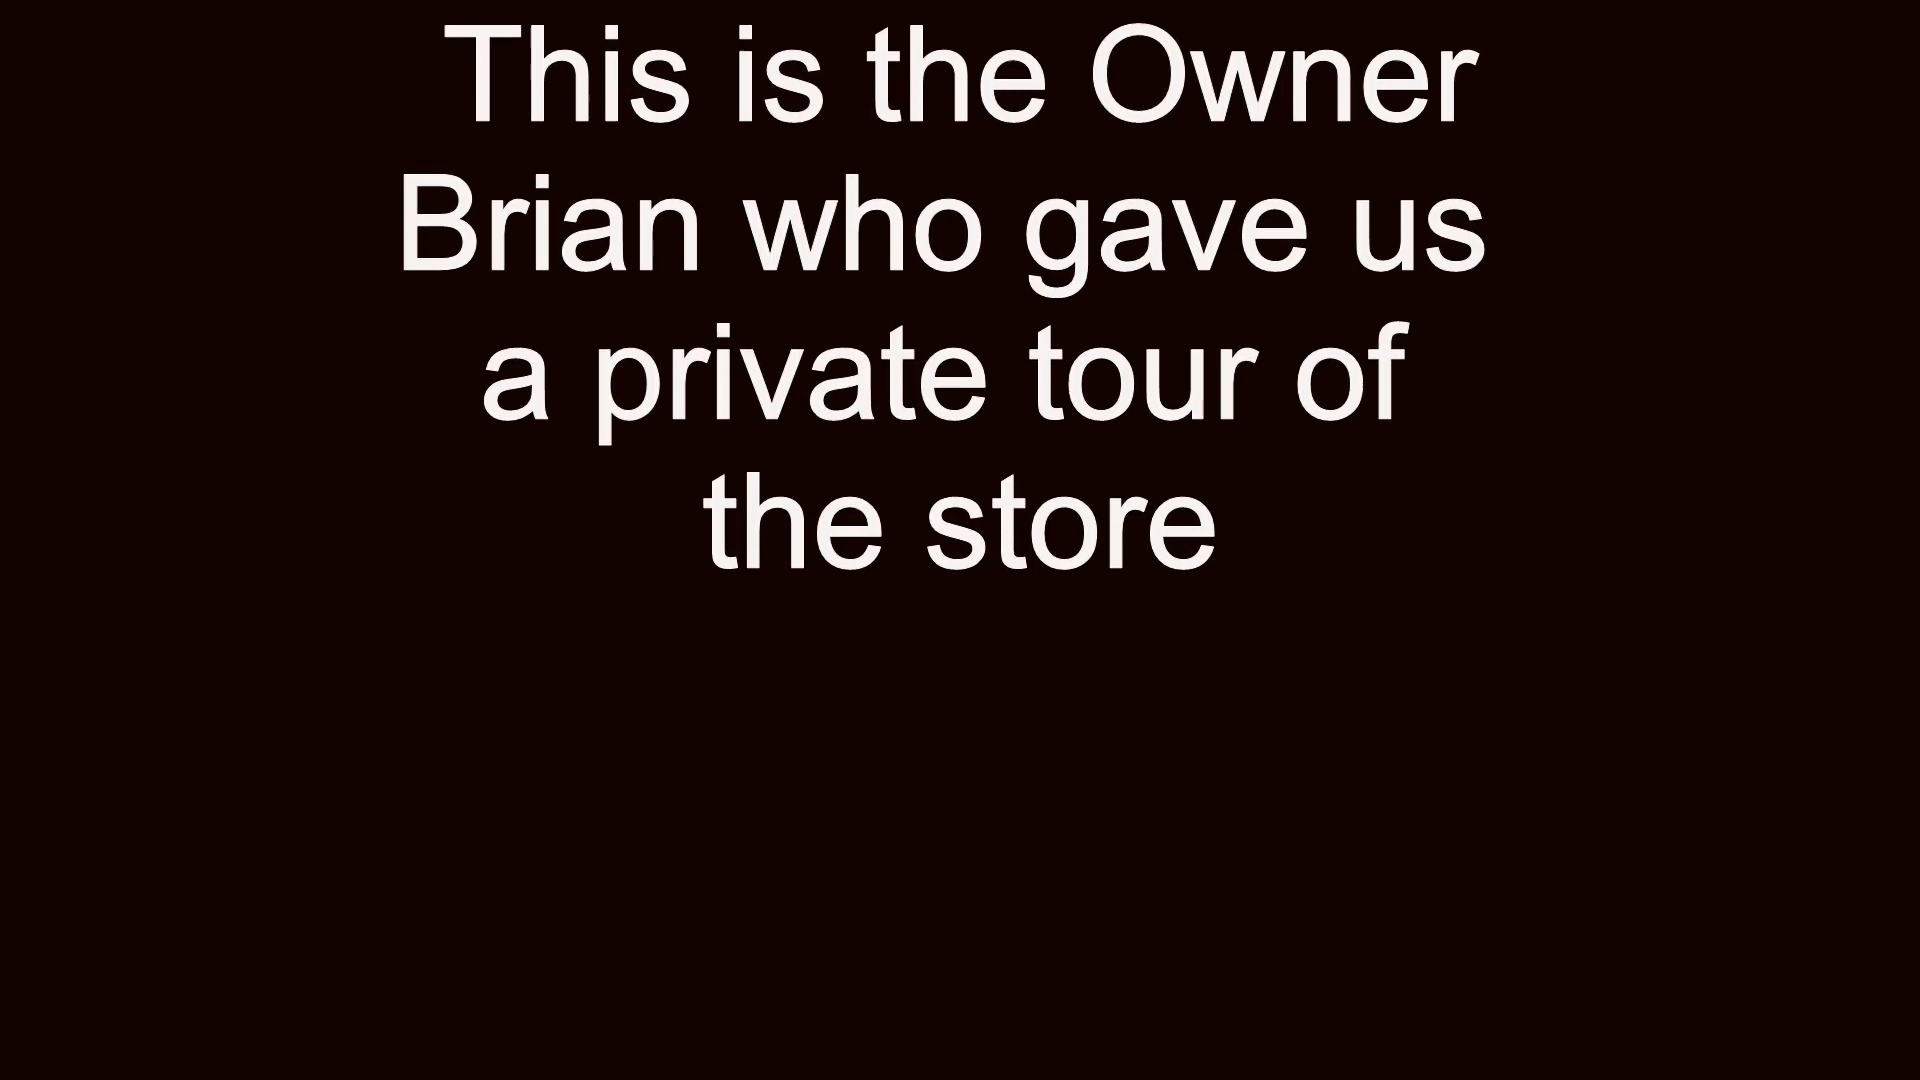 This is the Owner
Brian who gave us
a private tour of
the store